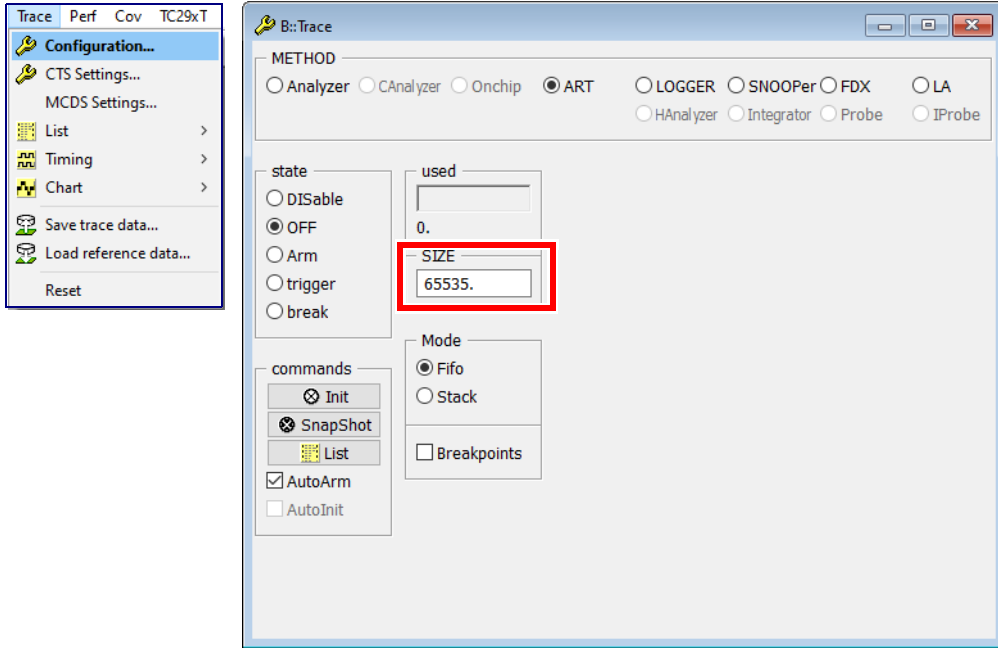 Trace Perf Cov TC29xT
Configuration...
CTS Settings...
MCDS Settings...
List
Timing
Chart
Save trace data...
Load reference data...
Reset
B::Trace
METHOD
Analyzer CAnalyzer Onchip ART LOGGER SNOOPer FDX LA
HAnalyzer Integrator Probe IProbe
state
DISable
OFF
Arm
trigger
break
used
0.
SIZE
65535.
Mode
Fifo
Stack
Breakpoints
commands
Init
SnapShot
List
AutoArm
AutoInit